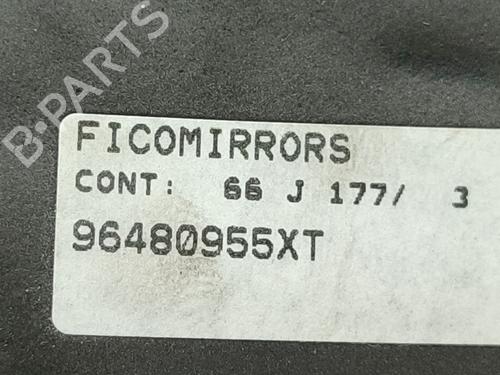 B-PARTS
FICOMIRRORS
CONT: 66 J 177/ 3
96480955XT